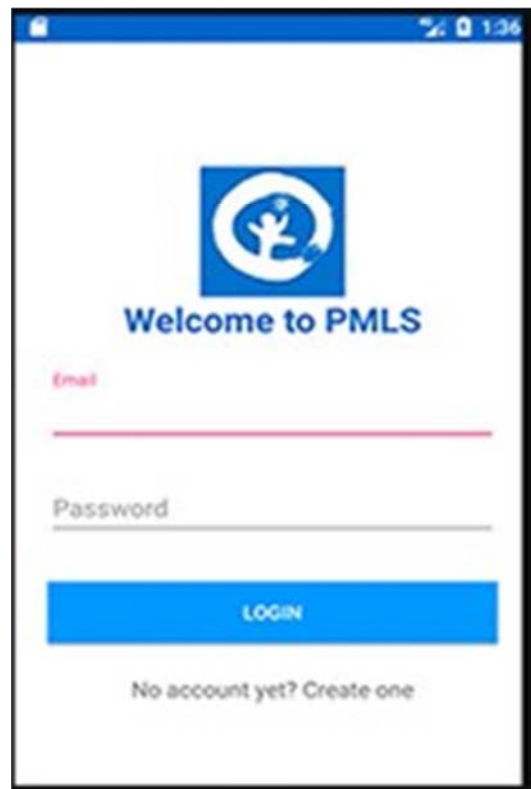 1:36
Welcome to PMLS
Email
Password
LOGIN
No account yet? Create one